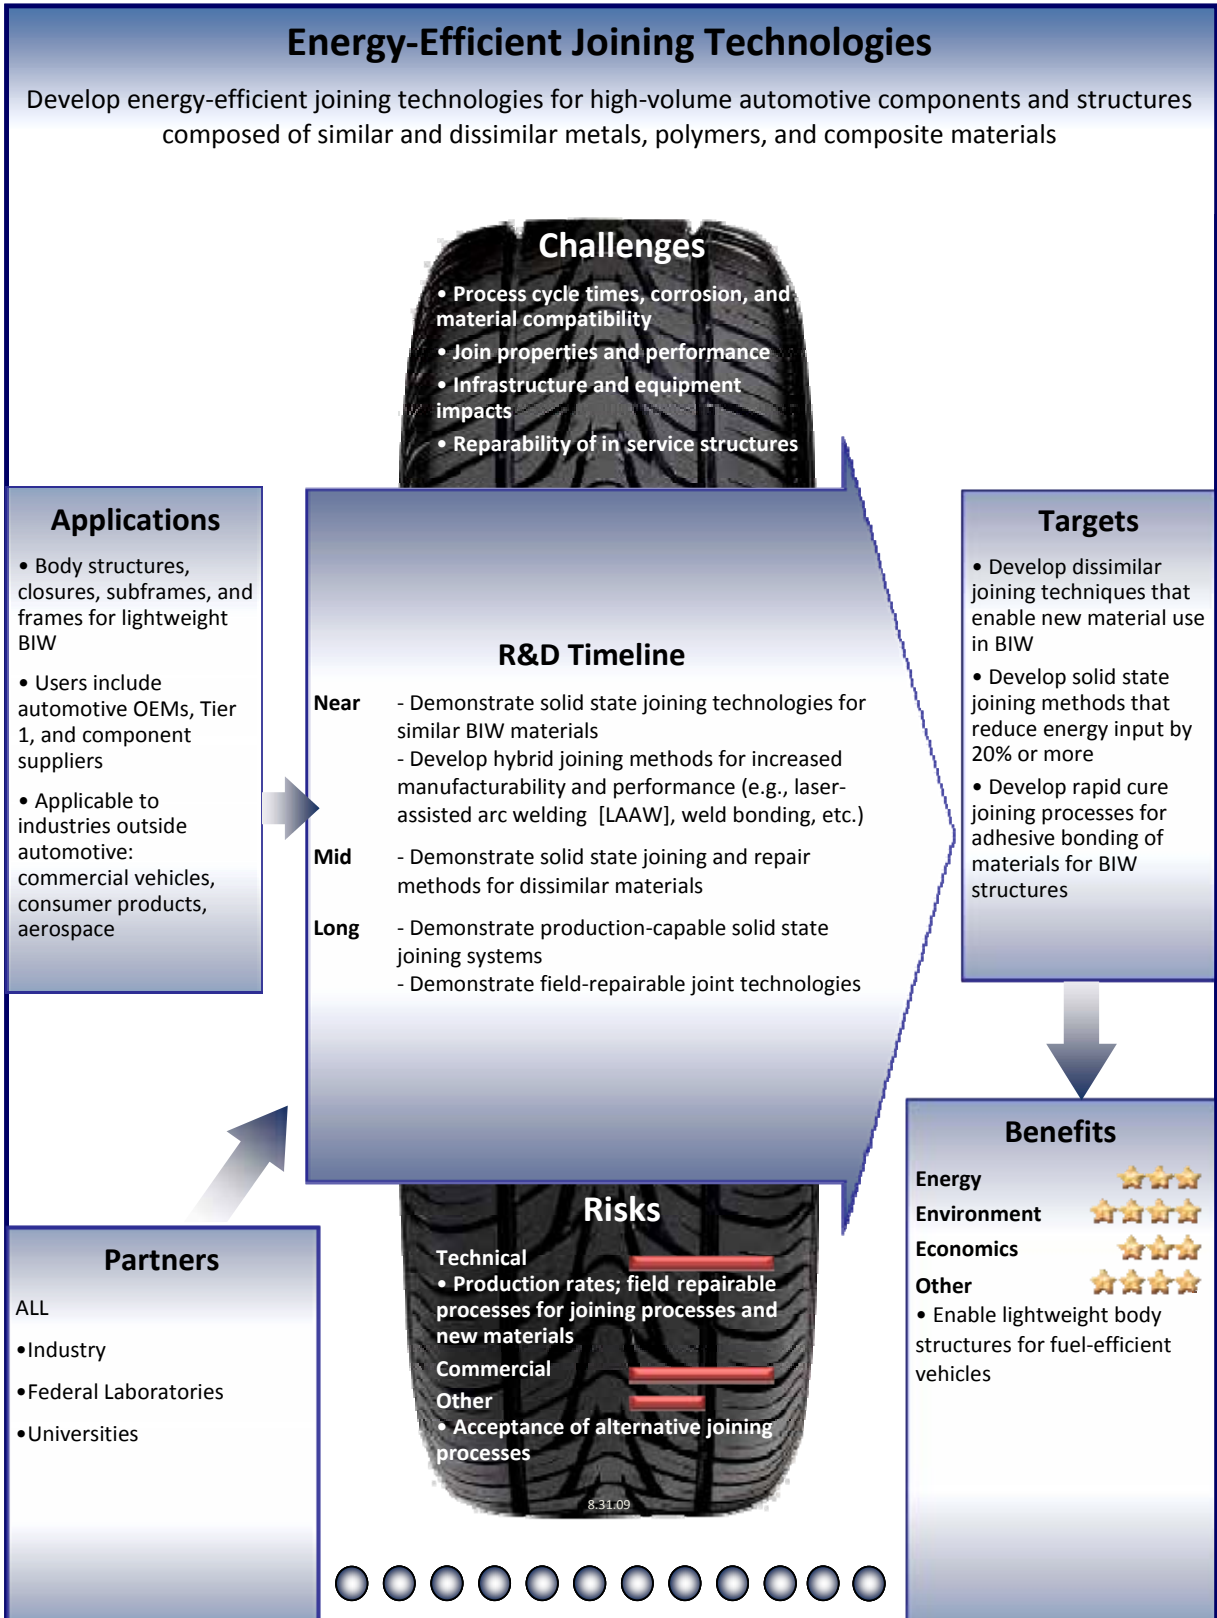 Energy-Efficient Joining Technologies
Develop energy-efficient joining technologies for high-volume automotive components and structures
composed of similar and dissimilar metals, polymers, and composite materials
Challenges
• Process cycle times, corrosion, and
material compatibility
• Join properties and performance
• Infrastructure and equipment
impacts
• Reparability of in service structures
Applications
• Body structures,
closures, subframes, and
frames for lightweight
BIW
• Users include
automotive OEMs, Tier
1, and component
suppliers
• Applicable to
industries outside
automotive:
commercial vehicles,
consumer products,
aerospace
R&D Timeline
Near - Demonstrate solid state joining technologies for
similar BIW materials
- Develop hybrid joining methods for increased
manufacturability and performance (e.g., laser-
assisted arc welding [LAAW], weld bonding, etc.)
Mid - Demonstrate solid state joining and repair
methods for dissimilar materials
Long - Demonstrate production-capable solid state
joining systems
- Demonstrate field-repairable joint technologies
Targets
• Develop dissimilar
joining techniques that
enable new material use
in BIW
• Develop solid state
joining methods that
reduce energy input by
20% or more
• Develop rapid cure
joining processes for
adhesive bonding of
materials for BIW
structures
Partners
ALL
•Industry
•Federal Laboratories
•Universities
Risks
Technical
• Production rates; field repairable
processes for joining processes and
new materials
Commercial
Other
• Acceptance of alternative joining
processes
8.31.09
Benefits
Energy
Environment
Economics
Other
• Enable lightweight body
structures for fuel-efficient
vehicles